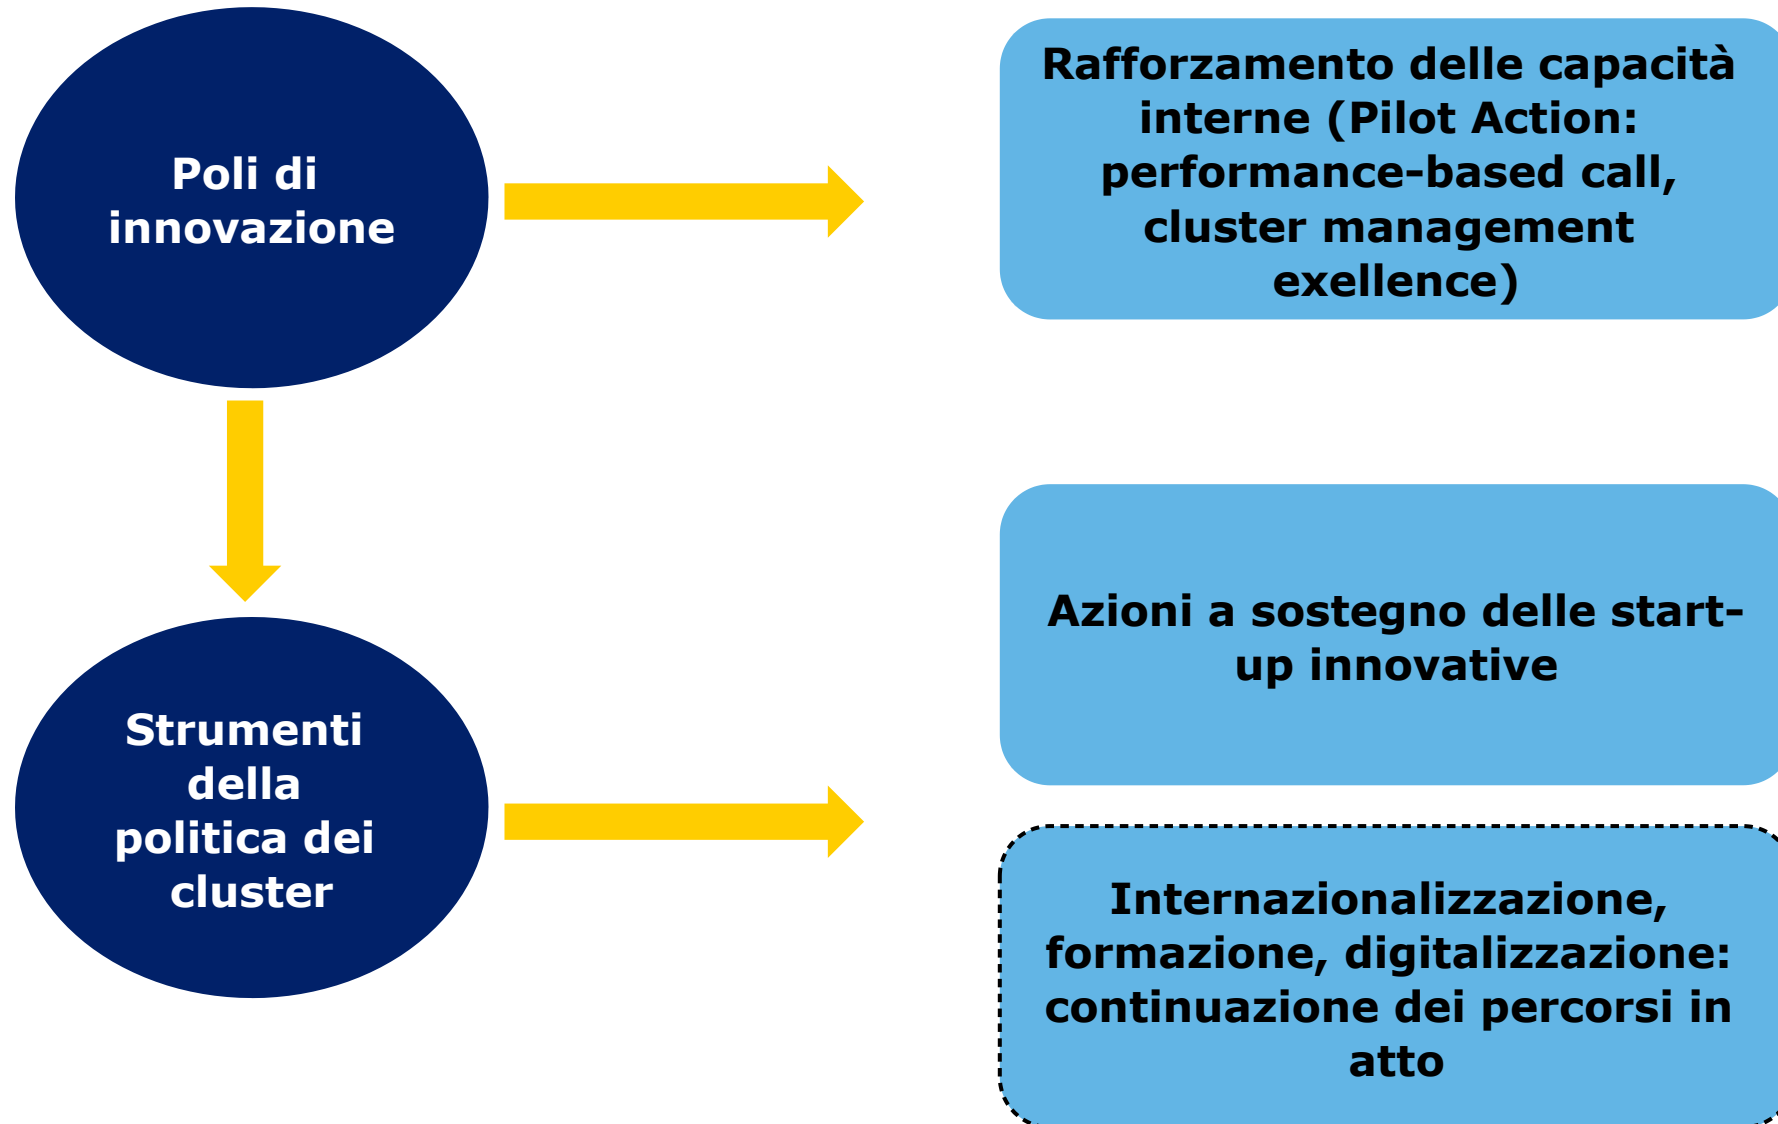 Poli di
innovazione
Rafforzamento delle capacità
interne (Pilot Action:
performance-based call,
cluster management
exellence)
Strumenti
della
politica dei
cluster
Azioni a sostegno delle start-
up innovative
Internazionalizzazione,
formazione, digitalizzazione:
continuazione dei percorsi in
atto